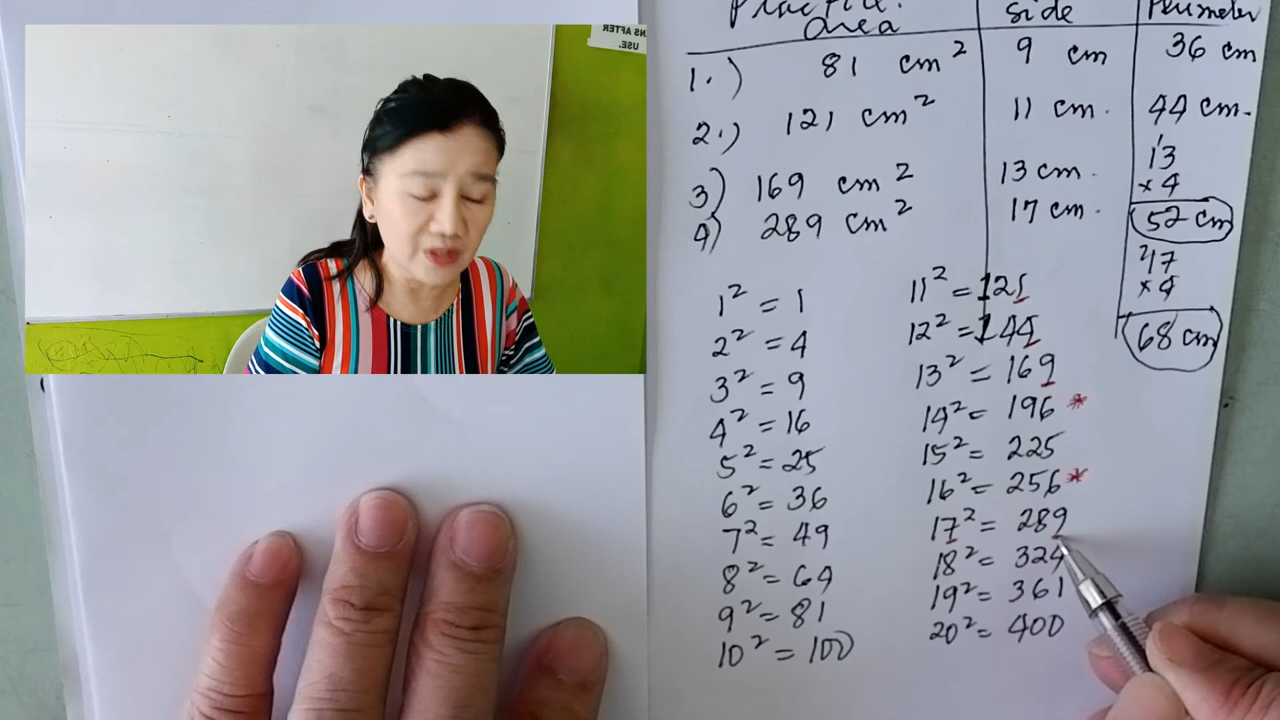 NS AFTER
USE.
Practice: side Perimeter
area
1.) 81 cm² 9 cm 36 cm
2.) 121 cm² 11 cm. 44 cm.
13
3) 169 cm² 13 cm. ×4
4) 289 cm² 17 cm. 52 cm
17
×4
68 cm
1² = 1 11² = 121
2² = 4 12² = 144
3² = 9 13² = 169
4² = 16 14² = 196 *
5² = 25 15² = 225
6² = 36 16² = 256 *
7² = 49 17² = 289
8² = 64 18² = 324
9² = 81 19² = 361
10² = 100 20² = 400